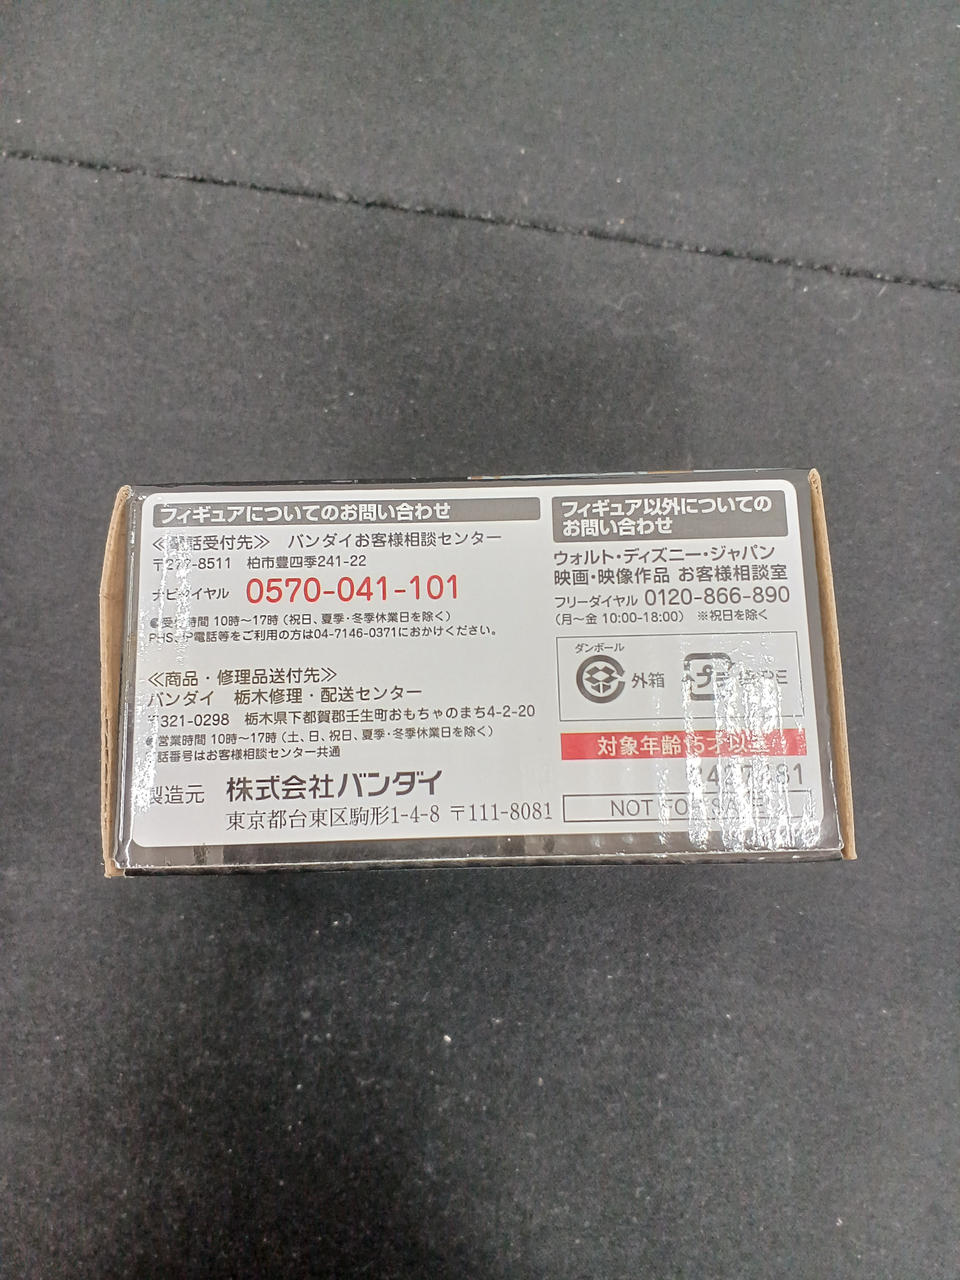 フィギュアについてのお問い合わせ
≪電話受付先≫ バンダイお客様相談センター
〒277-8511 柏市豊四季241-22
ナビダイヤル 0570-041-101
●受付時間 10時〜17時（祝日、夏季・冬季休業日を除く）
PHS、IP電話等をご利用の方は04-7146-0371におかけください。
≪商品・修理品送付先≫
バンダイ 栃木修理・配送センター
〒321-0298 栃木県下都賀郡壬生町おもちゃのまち4-2-20
●営業時間 10時〜17時（土、日、祝日、夏季・冬季休業日を除く）
電話番号はお客様相談センター共通
製造元 株式会社バンダイ
東京都台東区駒形1-4-8 〒111-8081
フィギュア以外についての
お問い合わせ
ウォルト・ディズニー・ジャパン
映画・映像作品 お客様相談室
フリーダイヤル 0120-866-890
（月〜金 10:00-18:00） ※祝日を除く
ダンボール
外箱
プラ
対象年齢15才以上
NOT FOR SALE